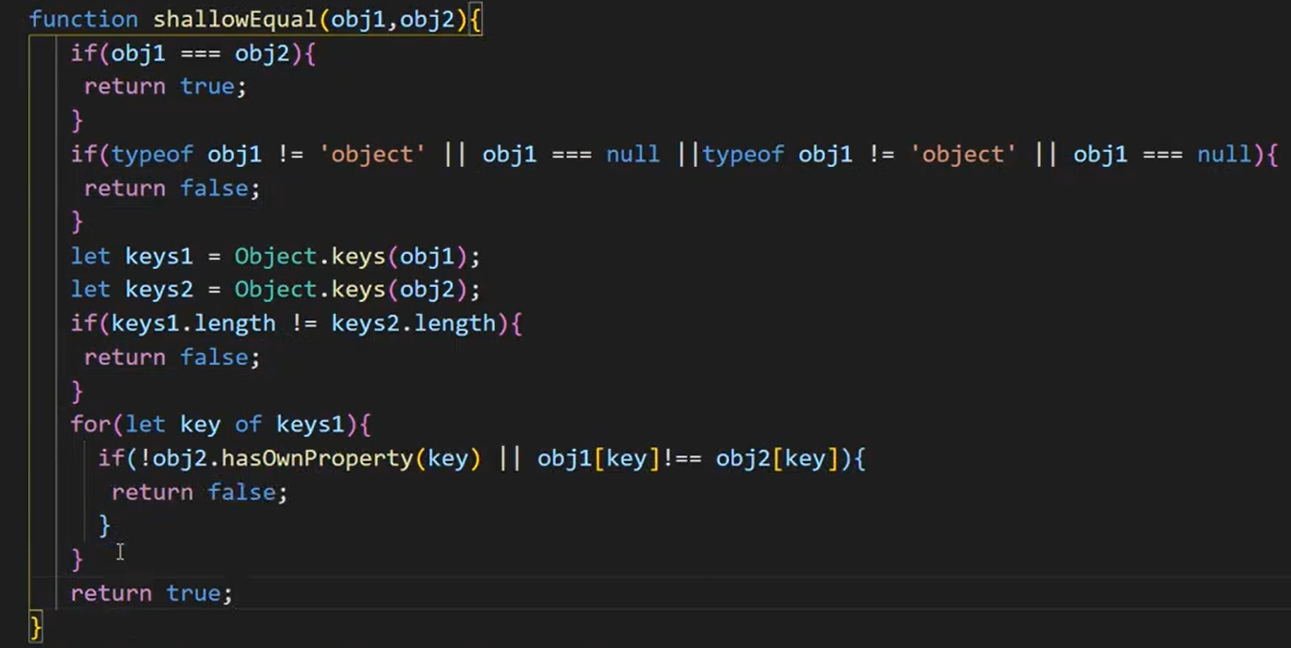 function shallowEqual(obj1,obj2){
if(obj1 === obj2){
return true;
}
if(typeof obj1 != 'object' || obj1 === null ||typeof obj1 != 'object' || obj1 === null){
return false;
}
let keys1 = Object.keys(obj1);
let keys2 = Object.keys(obj2);
if(keys1.length != keys2.length){
return false;
}
for(let key of keys1){
if(!obj2.hasOwnProperty(key) || obj1[key]!== obj2[key]){
return false;
}
}
return true;
}